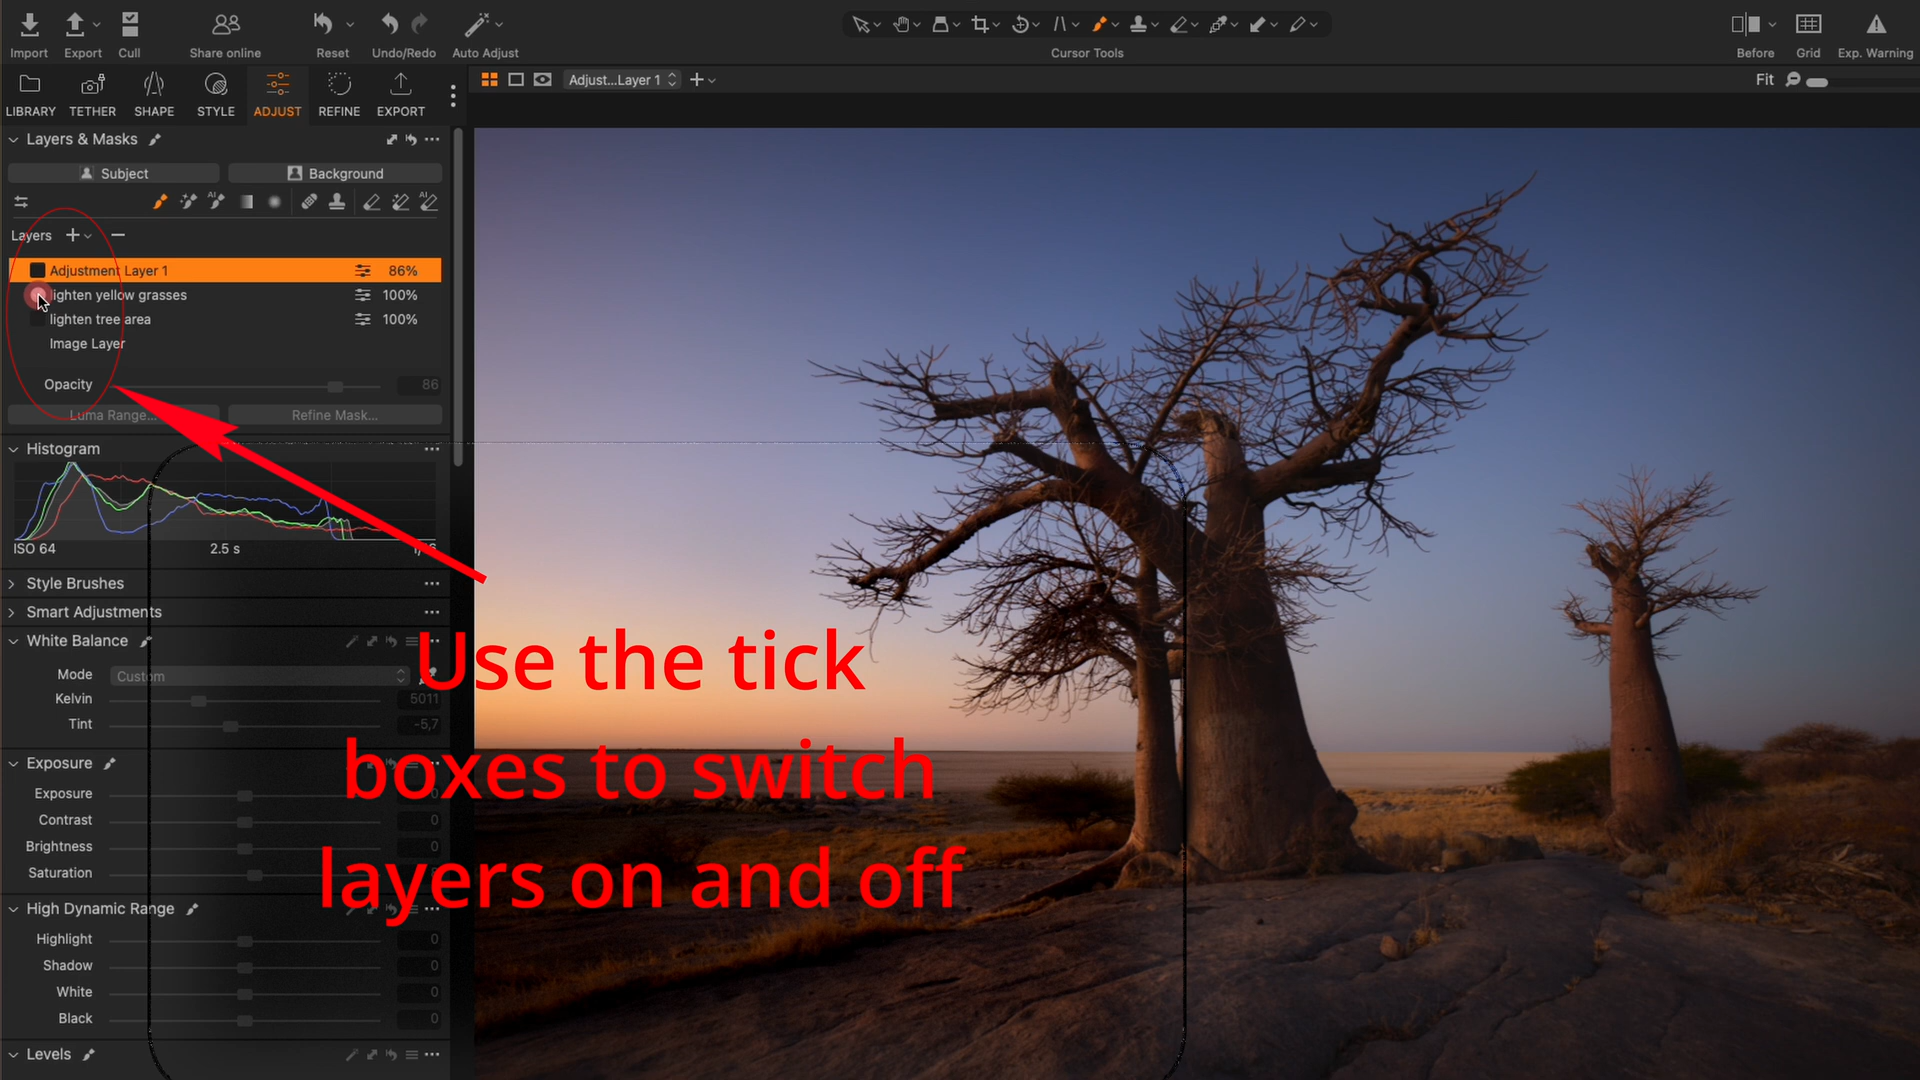 Import
Export
Cull
Share online
Reset
Undo/Redo
Auto Adjust
Cursor Tools
Before
Grid
Exp. Warning
LIBRARY
TETHER
SHAPE
STYLE
ADJUST
REFINE
EXPORT
Adjust...Layer 1
Fit
Layers & Masks
Subject
Background
AI
AI
Layers
Adjustment Layer 1 86%
lighten yellow grasses 100%
lighten tree area 100%
Image Layer
Opacity 86
Luma Range...
Refine Mask...
Histogram
ISO 64
2.5 s
Style Brushes
Smart Adjustments
White Balance
Mode Custom
Kelvin 5011
Tint -5,7
Exposure
Exposure 0
Contrast 0
Brightness 0
Saturation
High Dynamic Range
Highlight 0
Shadow 0
White 0
Black 0
Levels
Use the tick
boxes to switch
layers on and off